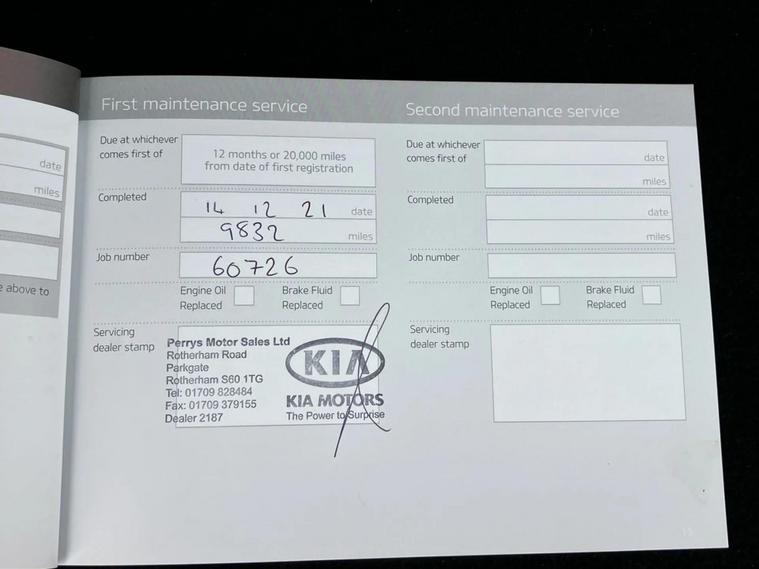 First maintenance service
Due at whichever
comes first of
12 months or 20,000 miles
from date of first registration
Completed
14 12 21 date
9832 miles
Job number
60726
Engine Oil
Replaced
Brake Fluid
Replaced
Servicing
dealer stamp
Perrys Motor Sales Ltd
Rotherham Road
Parkgate
Rotherham S60 1TG
Tel: 01709 828484
Fax: 01709 379155
Dealer 2187
KIA
KIA MOTORS
The Power to Surprise
Second maintenance service
Due at whichever
comes first of
date
miles
Completed
date
miles
Job number
Engine Oil
Replaced
Brake Fluid
Replaced
Servicing
dealer stamp
date
miles
above to